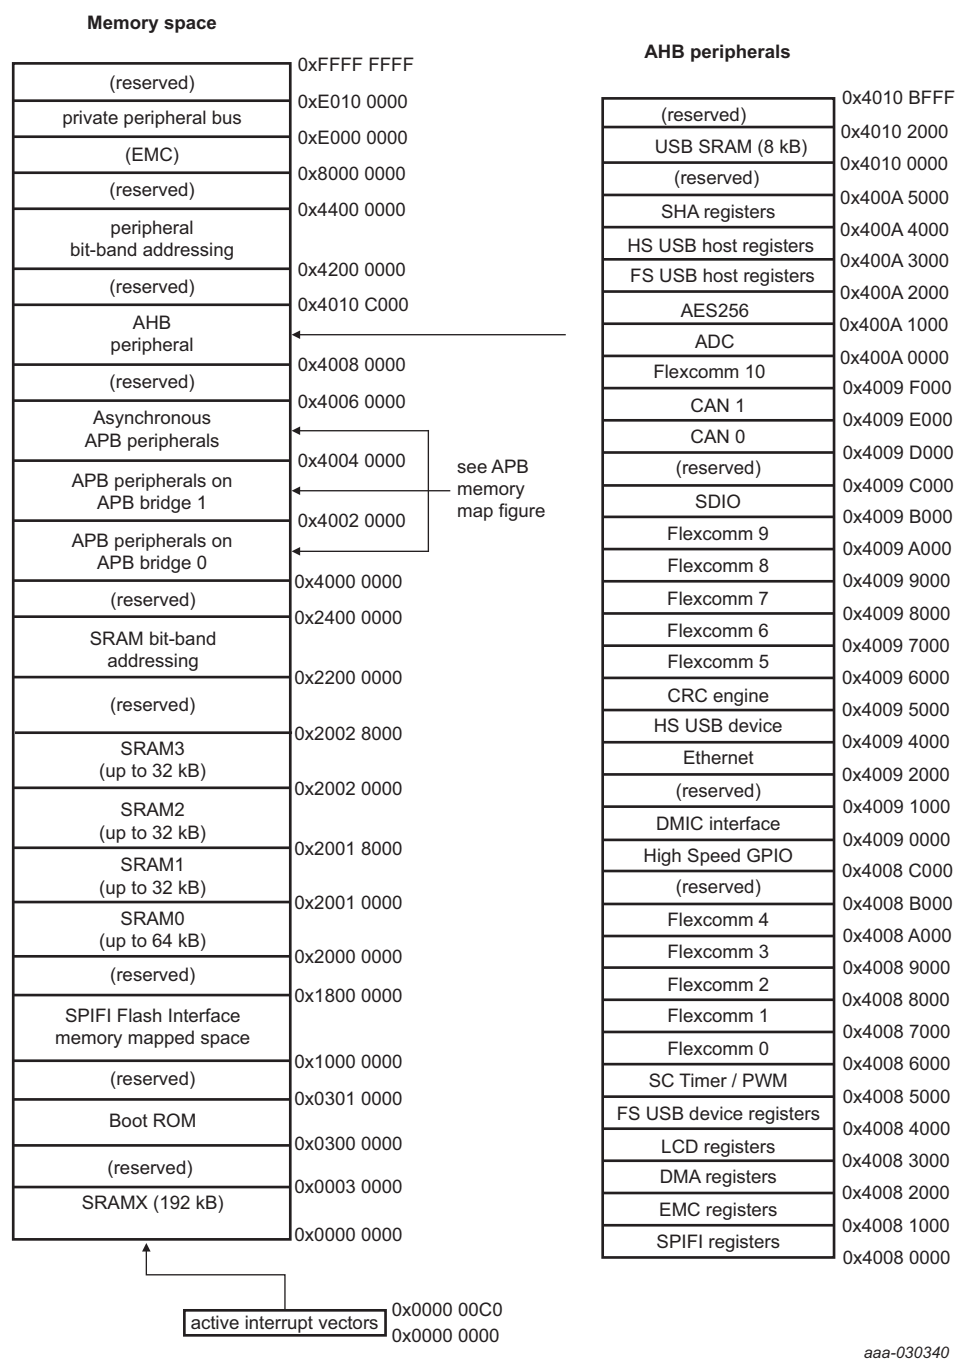 Memory space
0xFFFF FFFF
(reserved)
0xE010 0000
private peripheral bus
0xE000 0000
(EMC)
0x8000 0000
(reserved)
0x4400 0000
peripheral
bit-band addressing
0x4200 0000
(reserved)
0x4010 C000
AHB
peripheral
0x4008 0000
(reserved)
0x4006 0000
Asynchronous
APB peripherals
0x4004 0000
APB peripherals on
APB bridge 1
0x4002 0000
APB peripherals on
APB bridge 0
0x4000 0000
(reserved)
0x2400 0000
SRAM bit-band
addressing
0x2200 0000
(reserved)
0x2002 8000
SRAM3
(up to 32 kB)
0x2002 0000
SRAM2
(up to 32 kB)
0x2001 8000
SRAM1
(up to 32 kB)
0x2001 0000
SRAM0
(up to 64 kB)
0x2000 0000
(reserved)
0x1800 0000
SPIFI Flash Interface
memory mapped space
0x1000 0000
(reserved)
0x0301 0000
Boot ROM
0x0300 0000
(reserved)
0x0003 0000
SRAMX (192 kB)
0x0000 0000
active interrupt vectors
0x0000 00C0
0x0000 0000
see APB
memory
map figure
AHB peripherals
0x4010 BFFF
(reserved)
0x4010 2000
USB SRAM (8 kB)
0x4010 0000
(reserved)
0x400A 5000
SHA registers
0x400A 4000
HS USB host registers
0x400A 3000
FS USB host registers
0x400A 2000
AES256
0x400A 1000
ADC
0x400A 0000
Flexcomm 10
0x4009 F000
CAN 1
0x4009 E000
CAN 0
0x4009 D000
(reserved)
0x4009 C000
SDIO
0x4009 B000
Flexcomm 9
0x4009 A000
Flexcomm 8
0x4009 9000
Flexcomm 7
0x4009 8000
Flexcomm 6
0x4009 7000
Flexcomm 5
0x4009 6000
CRC engine
0x4009 5000
HS USB device
0x4009 4000
Ethernet
0x4009 2000
(reserved)
0x4009 1000
DMIC interface
0x4009 0000
High Speed GPIO
0x4008 C000
(reserved)
0x4008 B000
Flexcomm 4
0x4008 A000
Flexcomm 3
0x4008 9000
Flexcomm 2
0x4008 8000
Flexcomm 1
0x4008 7000
Flexcomm 0
0x4008 6000
SC Timer / PWM
0x4008 5000
FS USB device registers
0x4008 4000
LCD registers
0x4008 3000
DMA registers
0x4008 2000
EMC registers
0x4008 1000
SPIFI registers
0x4008 0000
aaa-030340